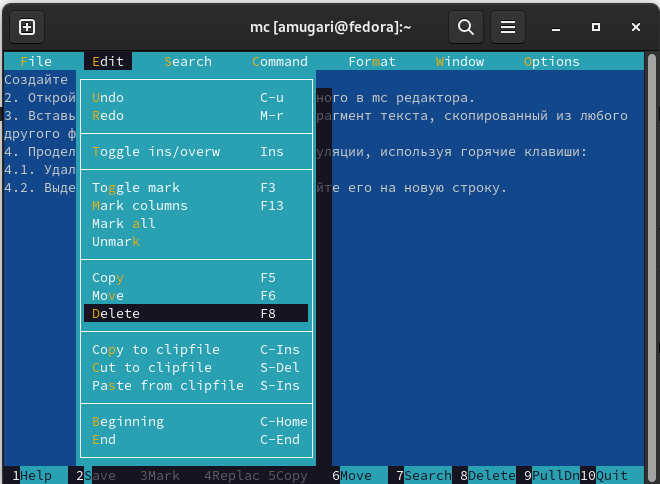 mc [amugari@fedora]:~
File Edit Search Command Format Window Options
Создайте
Undo C-u
2. Откро ного в mc редактора.
Redo M-r
3. Вставь рагмент текста, скопированный из любого
другого ф
Toggle ins/overw Ins
4. Продел уляции, используя горячие клавиши:
4.1. Удал
Toggle mark F3
4.2. Выде йте его на новую строку.
Mark columns F13
Mark all
Unmark
Copy F5
Move F6
Delete F8
Copy to clipfile C-Ins
Cut to clipfile S-Del
Paste from clipfile S-Ins
Beginning C-Home
End C-End
1Help 2Save 3Mark 4Replac 5Copy 6Move 7Search 8Delete 9PullDn 10Quit